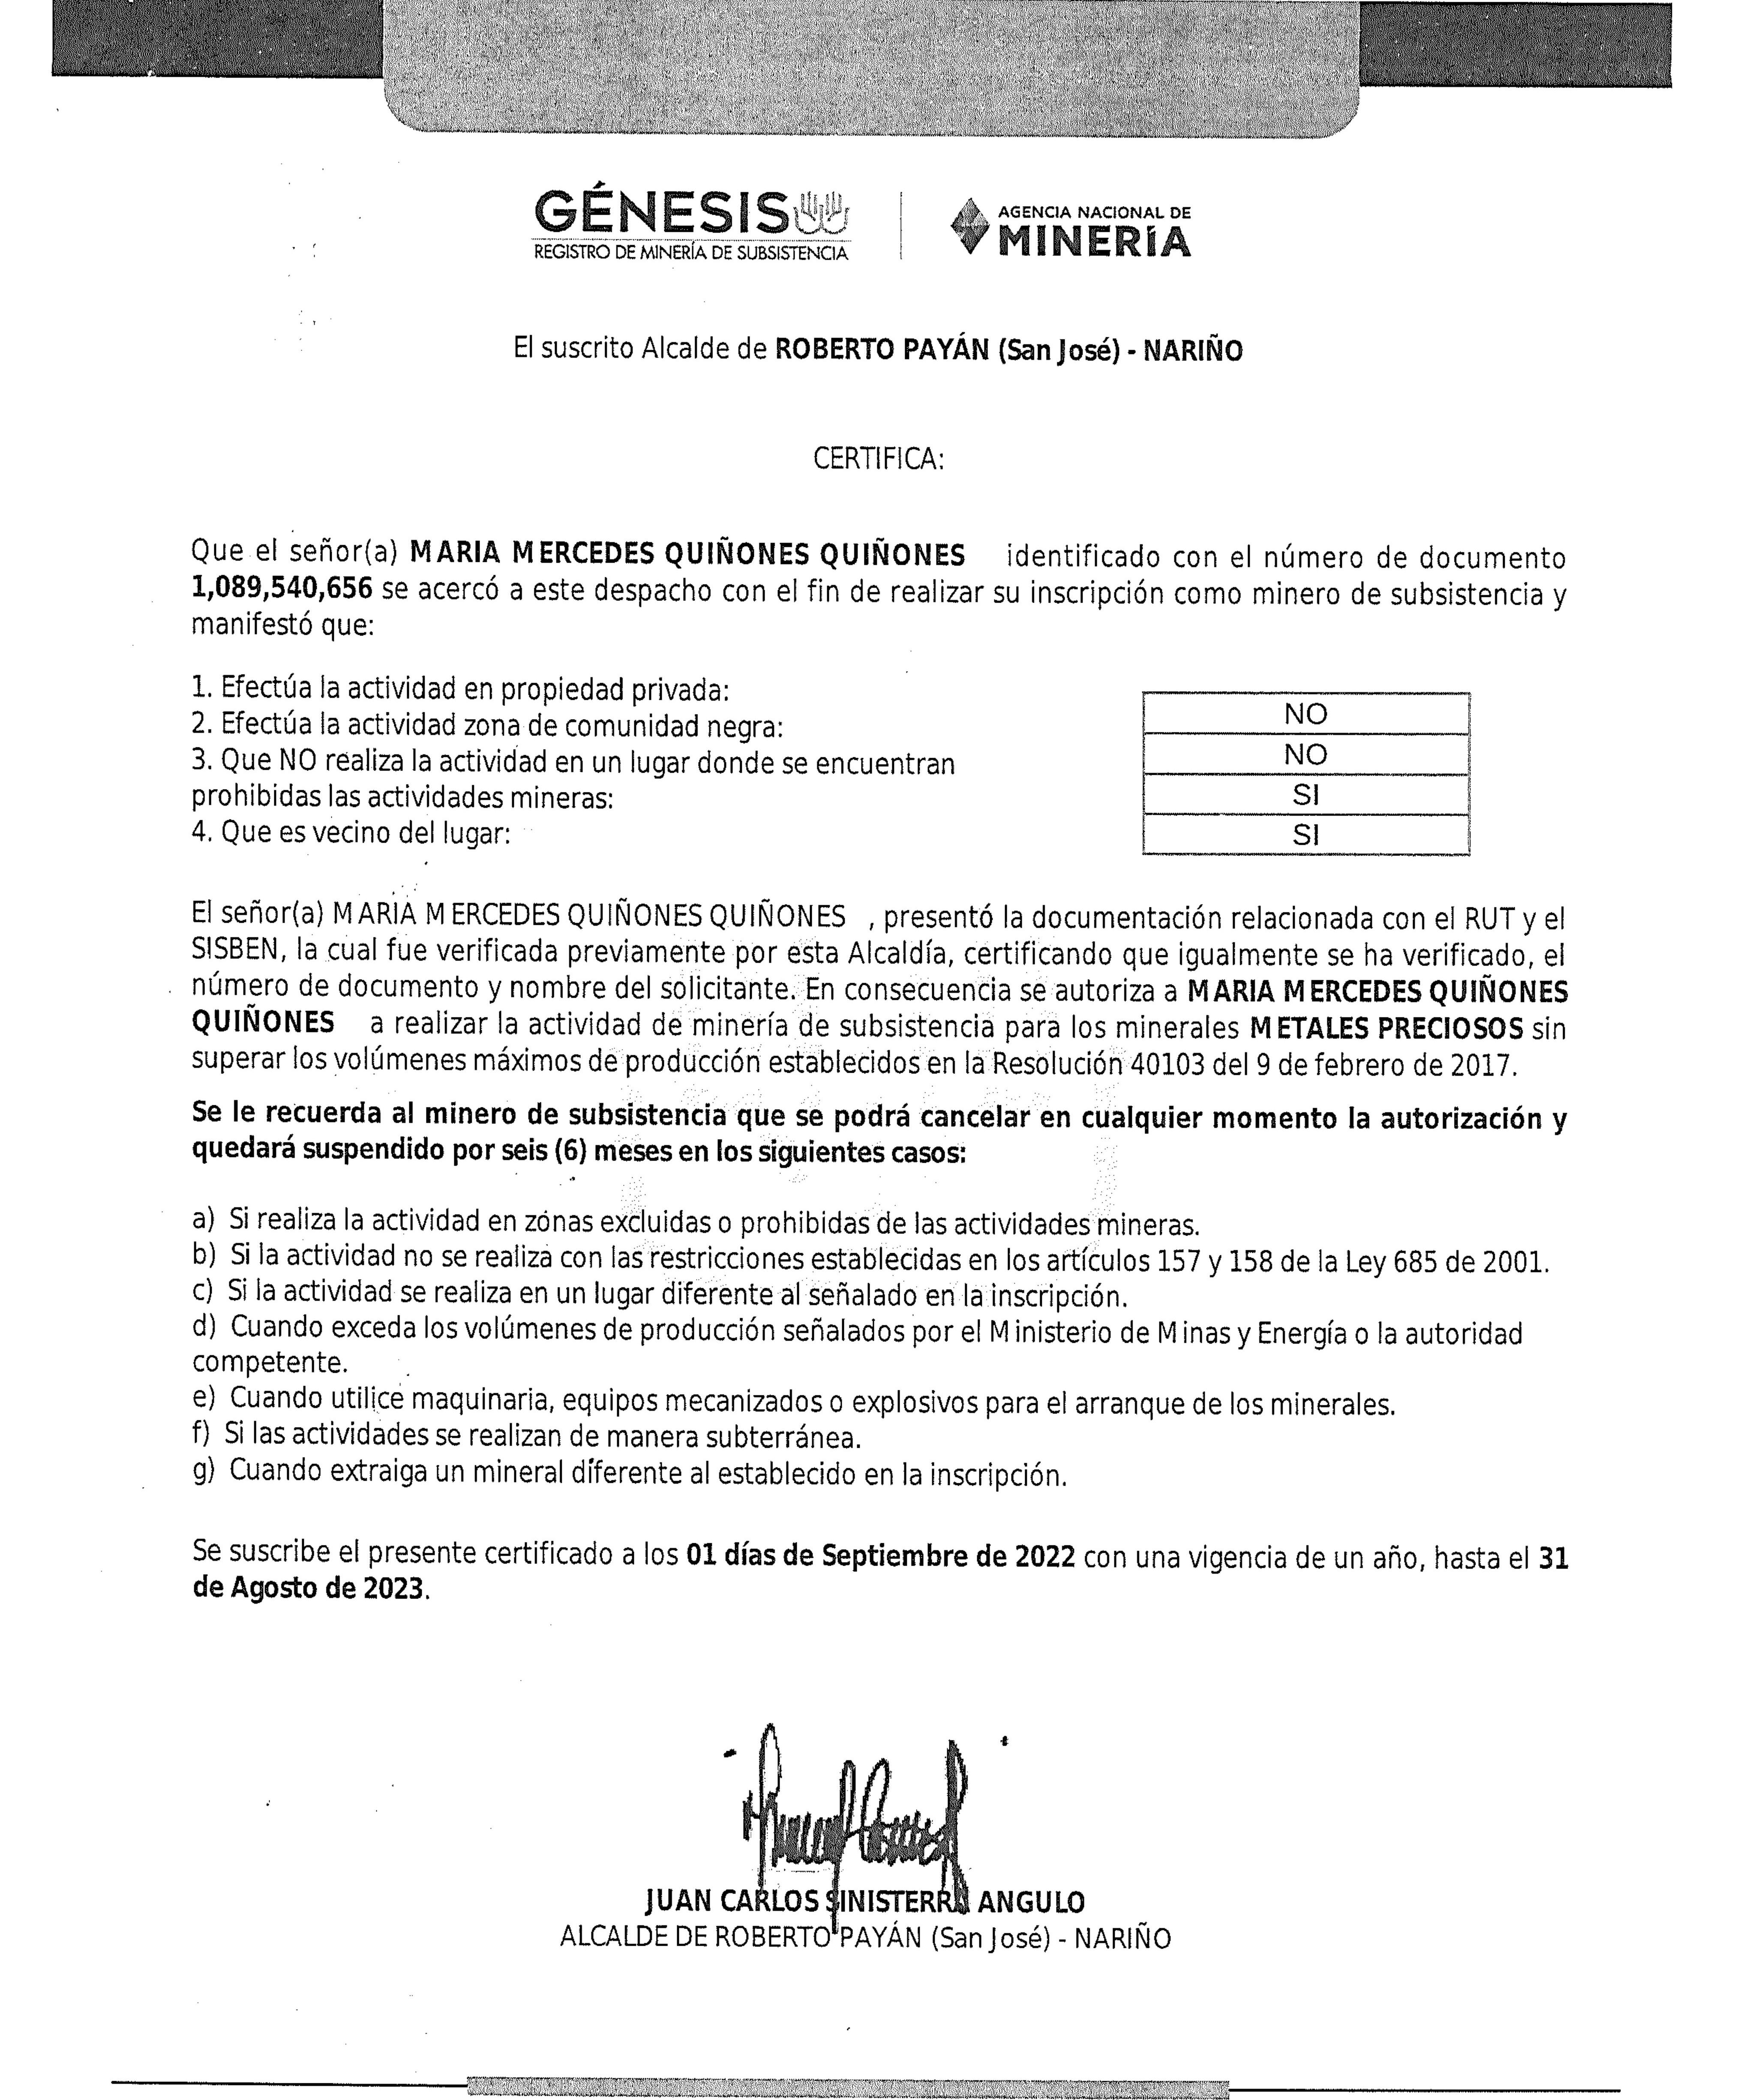 GÉNESIS
REGISTRO DE MINERÍA DE SUBSISTENCIA
AGENCIA NACIONAL DE
MINERÍA
El suscrito Alcalde de ROBERTO PAYÁN (San José) - NARIÑO
CERTIFICA:
Que el señor(a) MARIA MERCEDES QUIÑONES QUIÑONES identificado con el número de documento
1,089,540,656 se acercó a este despacho con el fin de realizar su inscripción como minero de subsistencia y
manifestó que:
1. Efectúa la actividad en propiedad privada:
NO
2. Efectúa la actividad zona de comunidad negra:
NO
3. Que NO realiza la actividad en un lugar donde se encuentran
prohibidas las actividades mineras:
SI
4. Que es vecino del lugar:
SI
El señor(a) MARIA MERCEDES QUIÑONES QUIÑONES , presentó la documentación relacionada con el RUT y el
SISBEN, la cual fue verificada previamente por esta Alcaldía, certificando que igualmente se ha verificado, el
número de documento y nombre del solicitante. En consecuencia se autoriza a MARIA MERCEDES QUIÑONES
QUIÑONES a realizar la actividad de minería de subsistencia para los minerales METALES PRECIOSOS sin
superar los volúmenes máximos de producción establecidos en la Resolución 40103 del 9 de febrero de 2017.
Se le recuerda al minero de subsistencia que se podrá cancelar en cualquier momento la autorización y
quedará suspendido por seis (6) meses en los siguientes casos:
a) Si realiza la actividad en zonas excluidas o prohibidas de las actividades mineras.
b) Si la actividad no se realiza con las restricciones establecidas en los artículos 157 y 158 de la Ley 685 de 2001.
c) Si la actividad se realiza en un lugar diferente al señalado en la inscripción.
d) Cuando exceda los volúmenes de producción señalados por el Ministerio de Minas y Energía o la autoridad
competente.
e) Cuando utilice maquinaria, equipos mecanizados o explosivos para el arranque de los minerales.
f) Si las actividades se realizan de manera subterránea.
g) Cuando extraiga un mineral diferente al establecido en la inscripción.
Se suscribe el presente certificado a los 01 días de Septiembre de 2022 con una vigencia de un año, hasta el 31
de Agosto de 2023.
JUAN CARLOS SINISTERRA ANGULO
ALCALDE DE ROBERTO PAYÁN (San José) - NARIÑO